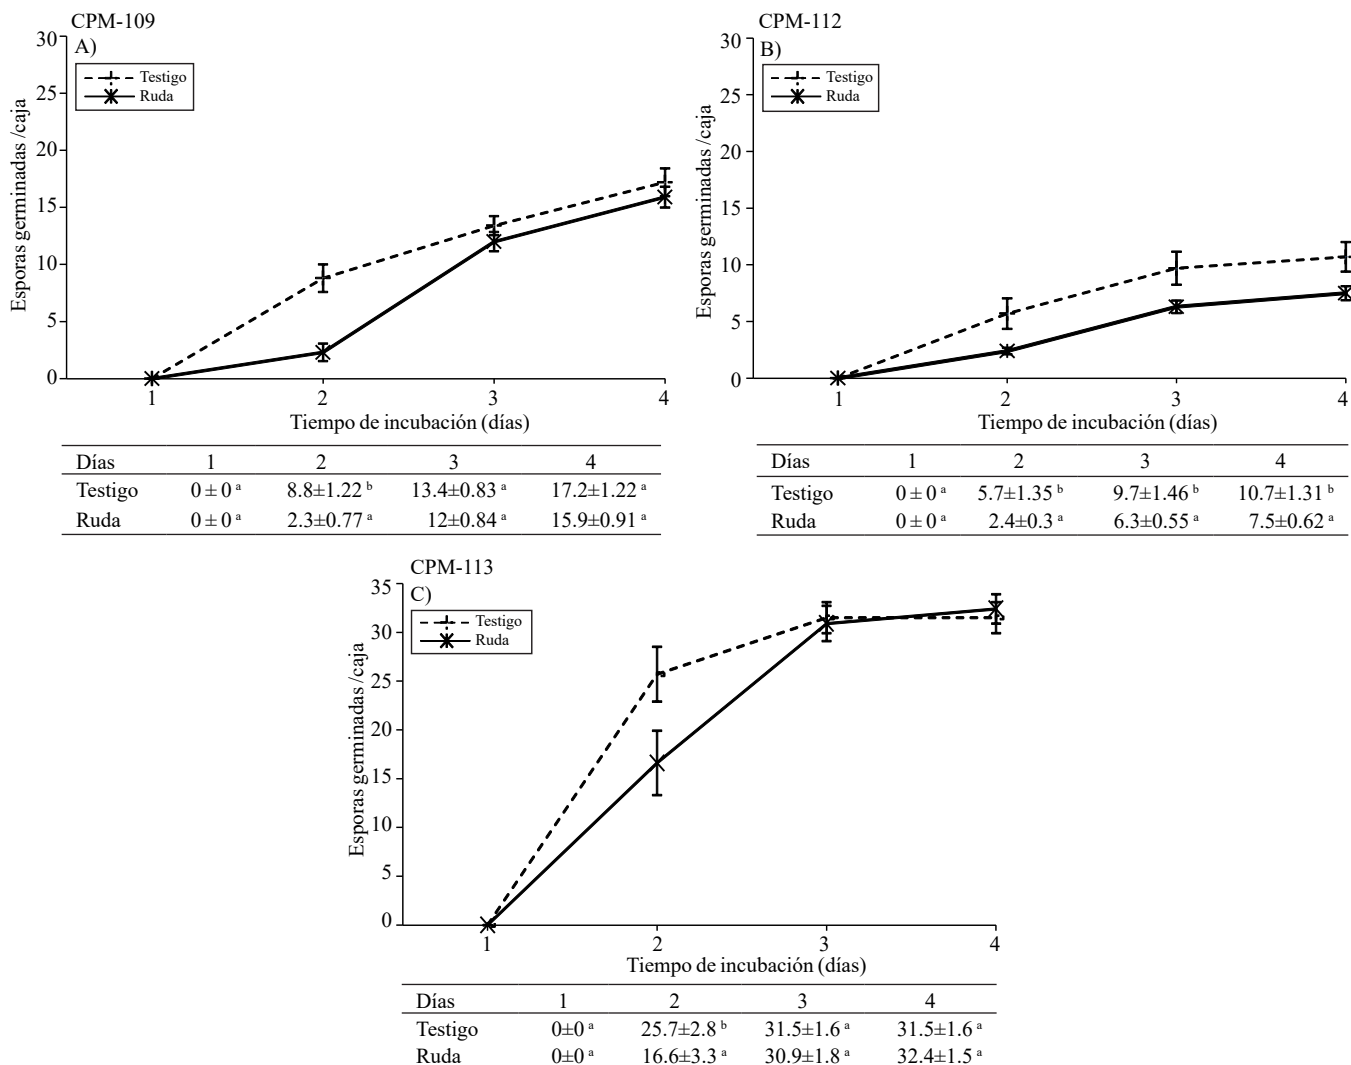 CPM-109
A)
Testigo
Ruda
Esporas germinadas /caja
30
25
20
15
10
5
0
1 2 3 4
Tiempo de incubación (días)
Días 1 2 3 4
Testigo 0 ± 0 ª 8.8±1.22 ᵇ 13.4±0.83 ª 17.2±1.22 ª
Ruda 0 ± 0 ª 2.3±0.77 ª 12±0.84 ª 15.9±0.91 ª
CPM-112
B)
Testigo
Ruda
Esporas germinadas /caja
30
25
20
15
10
5
0
1 2 3 4
Tiempo de incubación (días)
Días 1 2 3 4
Testigo 0 ± 0 ª 5.7±1.35 ᵇ 9.7±1.46 ᵇ 10.7±1.31 ᵇ
Ruda 0 ± 0 ª 2.4±0.3 ª 6.3±0.55 ª 7.5±0.62 ª
CPM-113
C)
Testigo
Ruda
Esporas germinadas /caja
35
30
25
20
15
10
5
0
1 2 3 4
Tiempo de incubación (días)
Días 1 2 3 4
Testigo 0±0 ª 25.7±2.8 ᵇ 31.5±1.6 ª 31.5±1.6 ª
Ruda 0±0 ª 16.6±3.3 ª 30.9±1.8 ª 32.4±1.5 ª